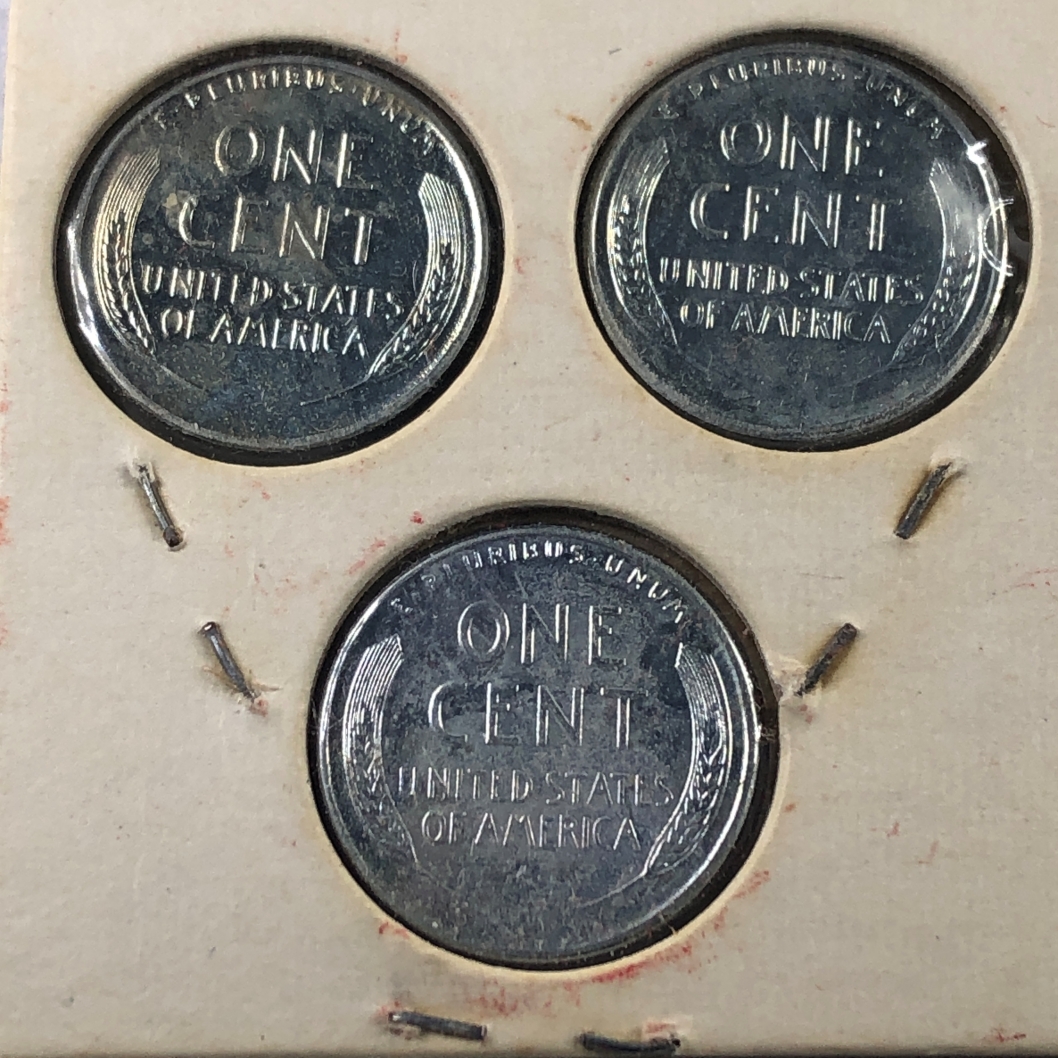 E·PLURIBUS·UNUM
ONE
CENT
UNITED·STATES
OF AMERICA
E·PLURIBUS·UNUM
ONE
CENT
UNITED·STATES
OF AMERICA
E·PLURIBUS·UNUM
ONE
CENT
UNITED·STATES
OF AMERICA